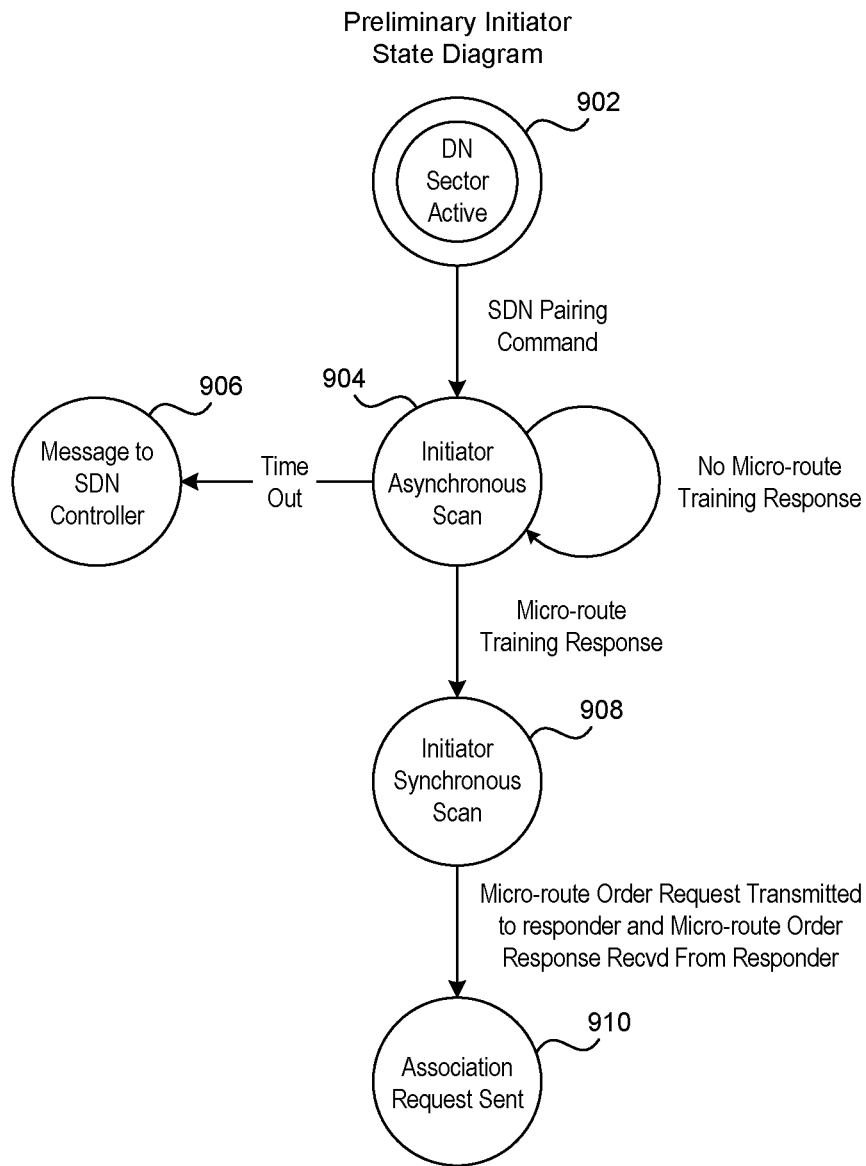 Preliminary Initiator
State Diagram
902
DN
Sector
Active
SDN Pairing
Command
906
904
Message to
SDN
Controller
Time
Out
Initiator
Asynchronous
Scan
No Micro-route
Training Response
Micro-route
Training Response
908
Initiator
Synchronous
Scan
Micro-route Order Request Transmitted
to responder and Micro-route Order
Response Recvd From Responder
910
Association
Request Sent